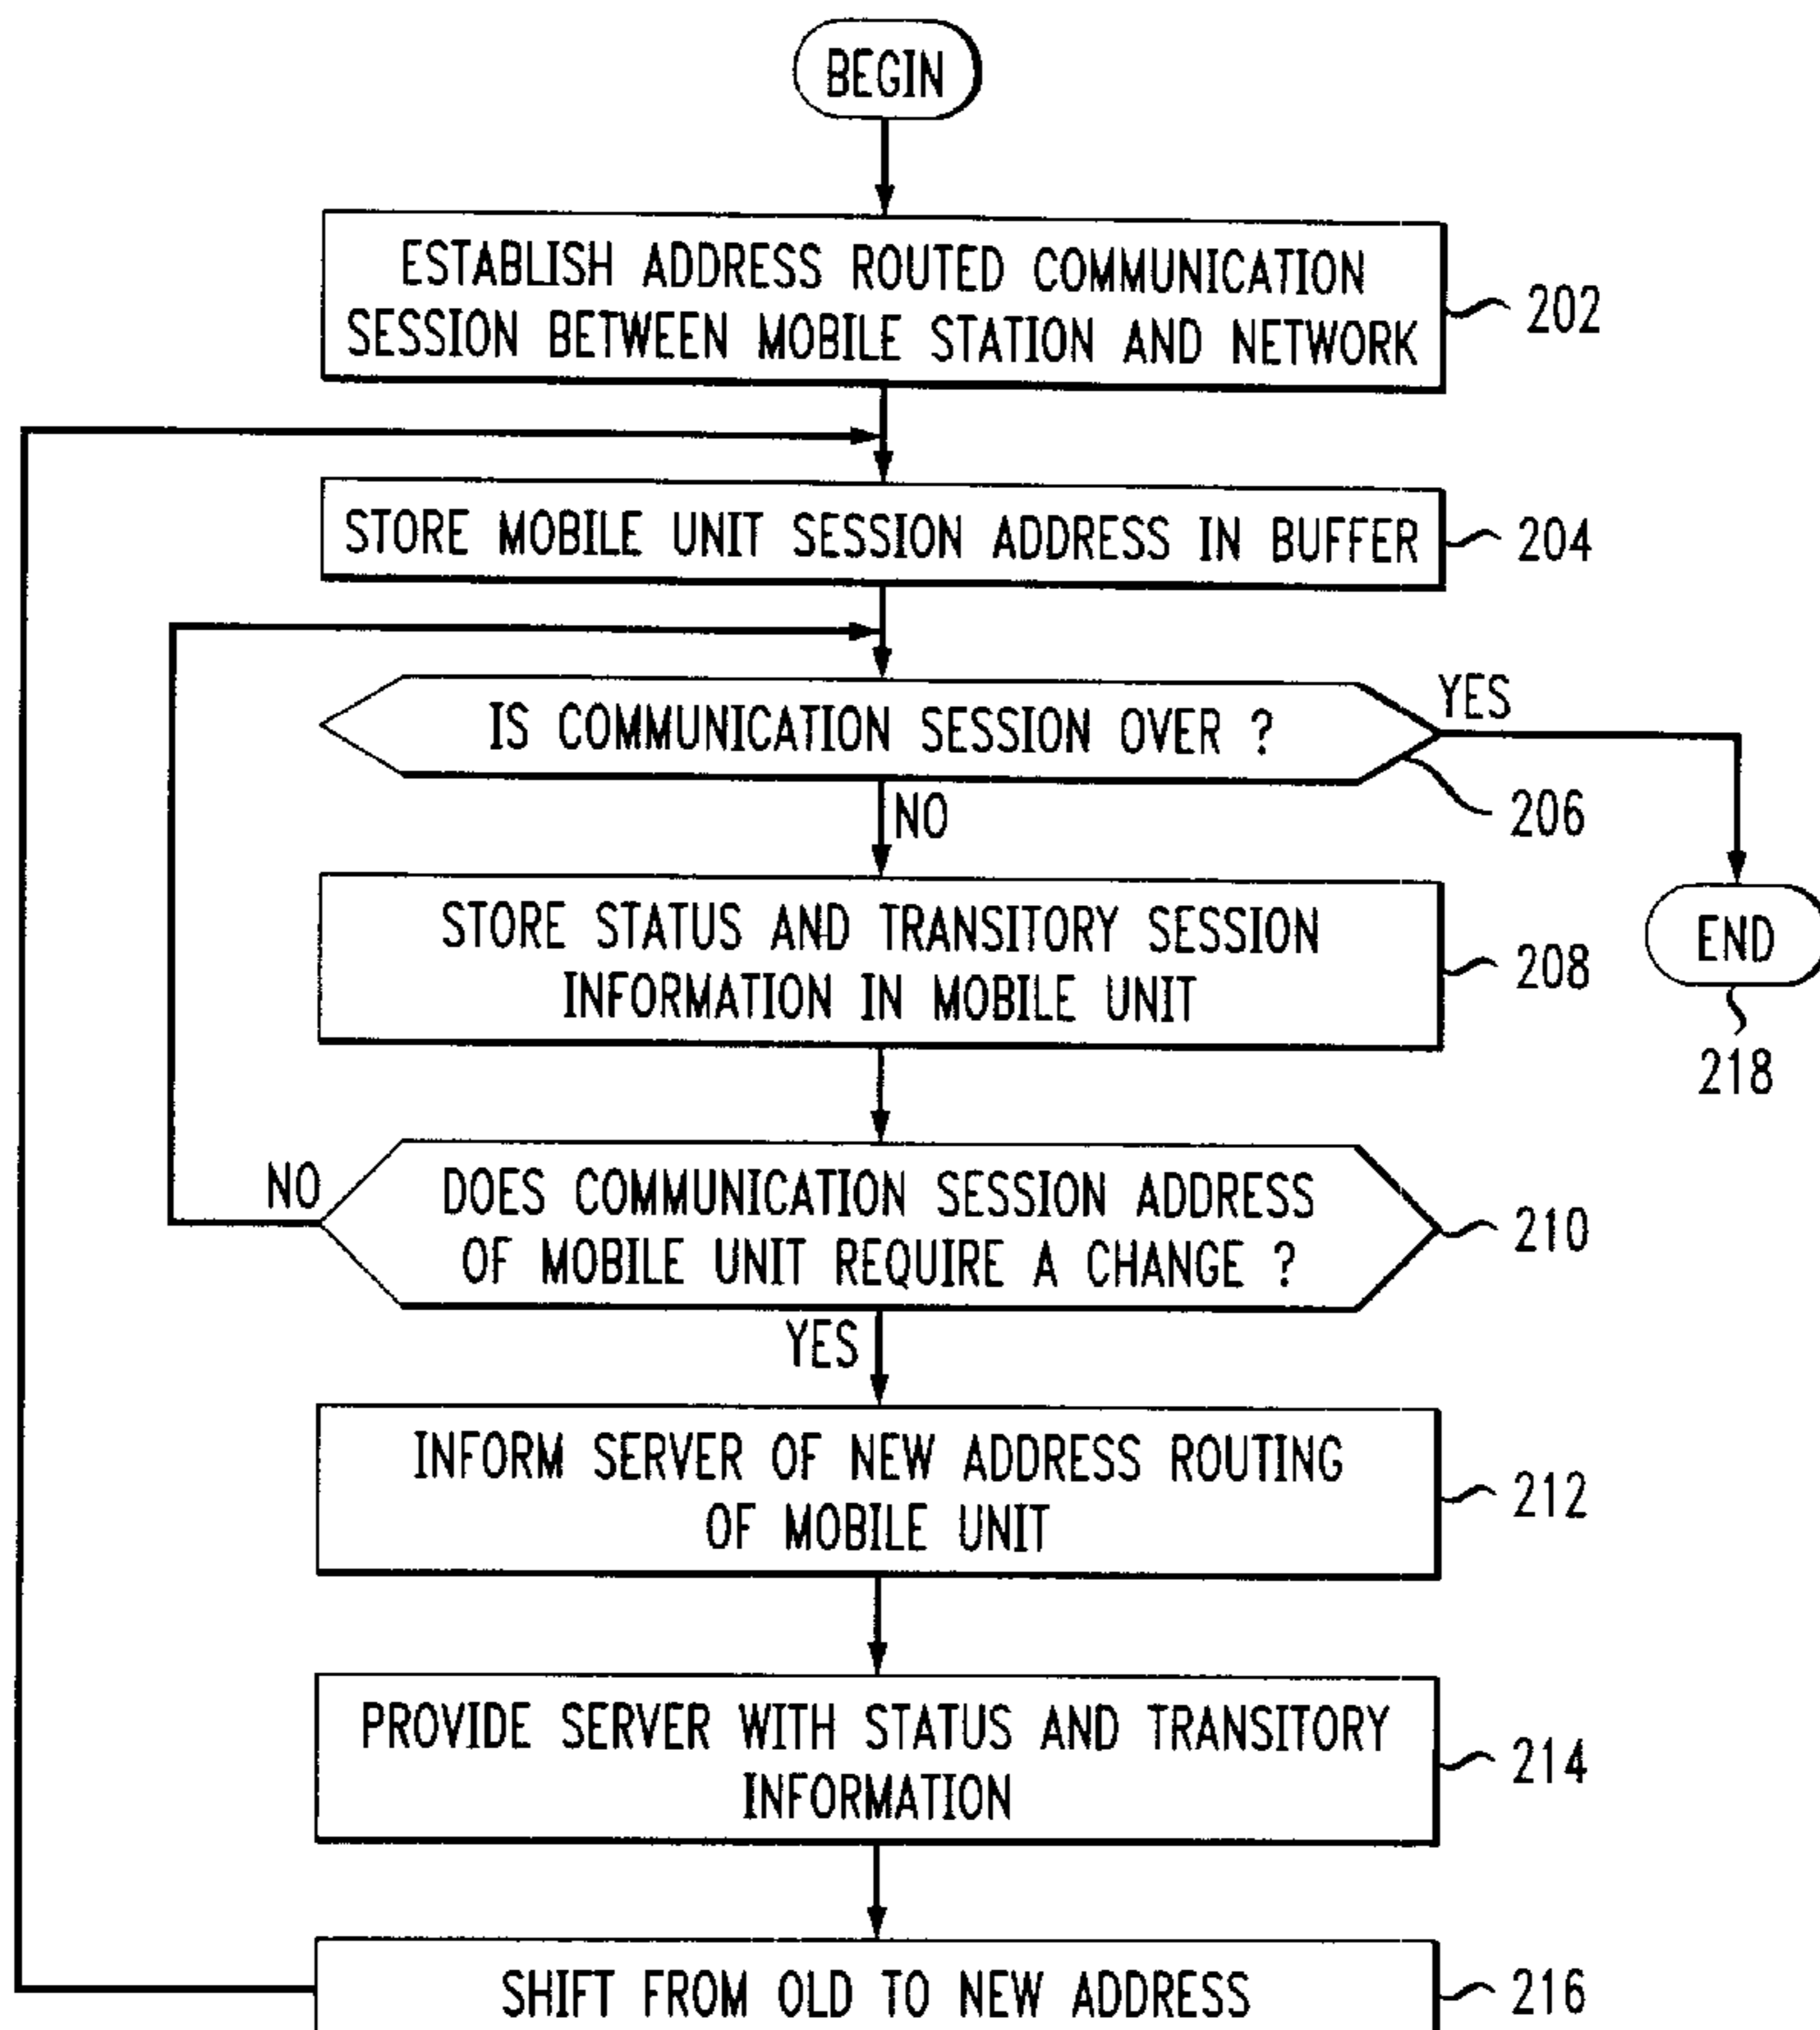 BEGIN
ESTABLISH ADDRESS ROUTED COMMUNICATION
SESSION BETWEEN MOBILE STATION AND NETWORK
202
STORE MOBILE UNIT SESSION ADDRESS IN BUFFER
204
IS COMMUNICATION SESSION OVER ?
YES
206
NO
STORE STATUS AND TRANSITORY SESSION
INFORMATION IN MOBILE UNIT
208
END
218
NO
DOES COMMUNICATION SESSION ADDRESS
OF MOBILE UNIT REQUIRE A CHANGE ?
210
YES
INFORM SERVER OF NEW ADDRESS ROUTING
OF MOBILE UNIT
212
PROVIDE SERVER WITH STATUS AND TRANSITORY
INFORMATION
214
SHIFT FROM OLD TO NEW ADDRESS
216